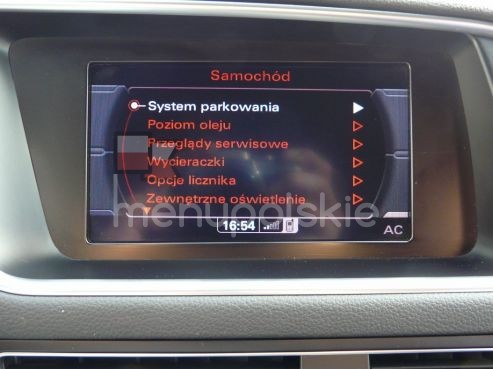 Samochód
System parkowania
Poziom oleju
Przeglądy serwisowe
Wycieraczki
Opcje licznika
Zewnętrzne oświetlenie
menupolskie
16:54
AC